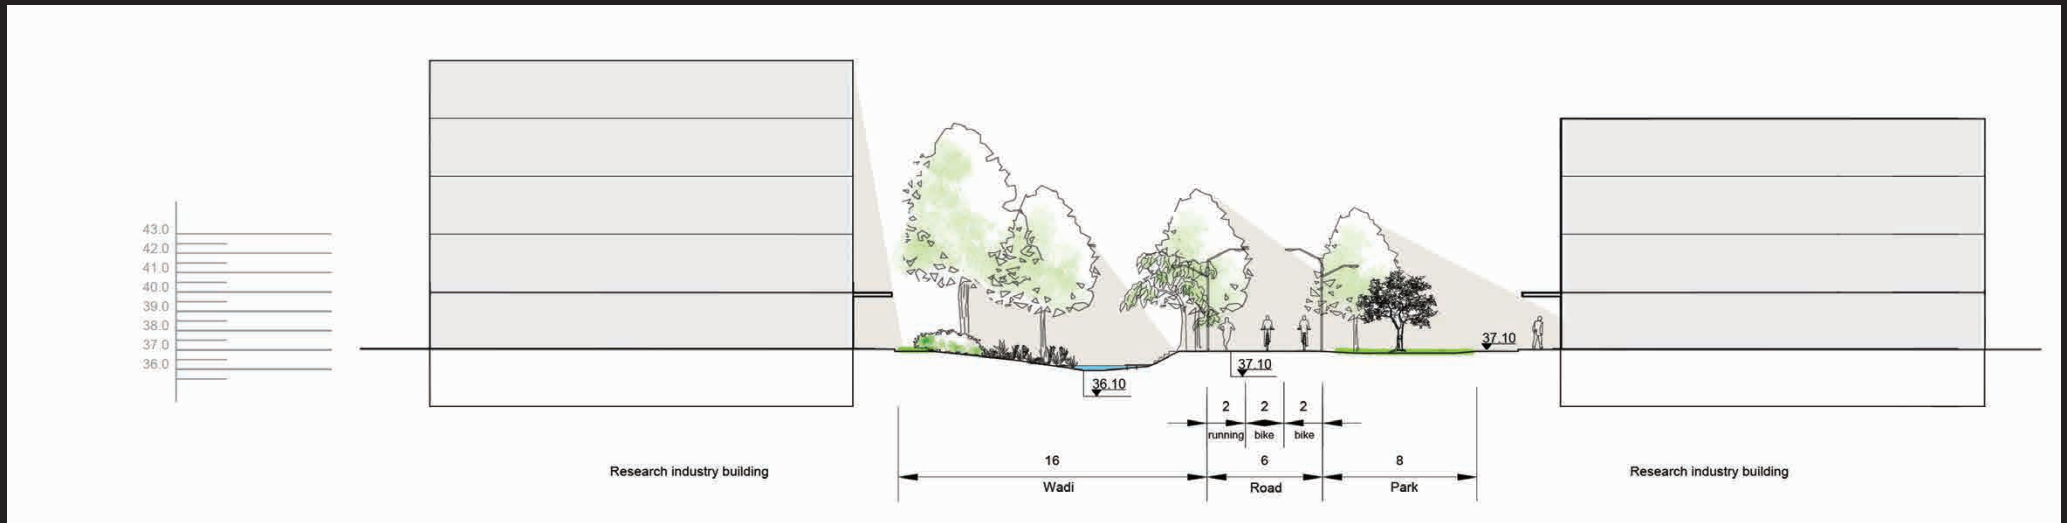 43.0
42.0
41.0
40.0
39.0
38.0
37.0
36.0
37.10
37.10
36.10
2 2 2
running bike bike
16 6 8
Wadi Road Park
Research industry building
Research industry building